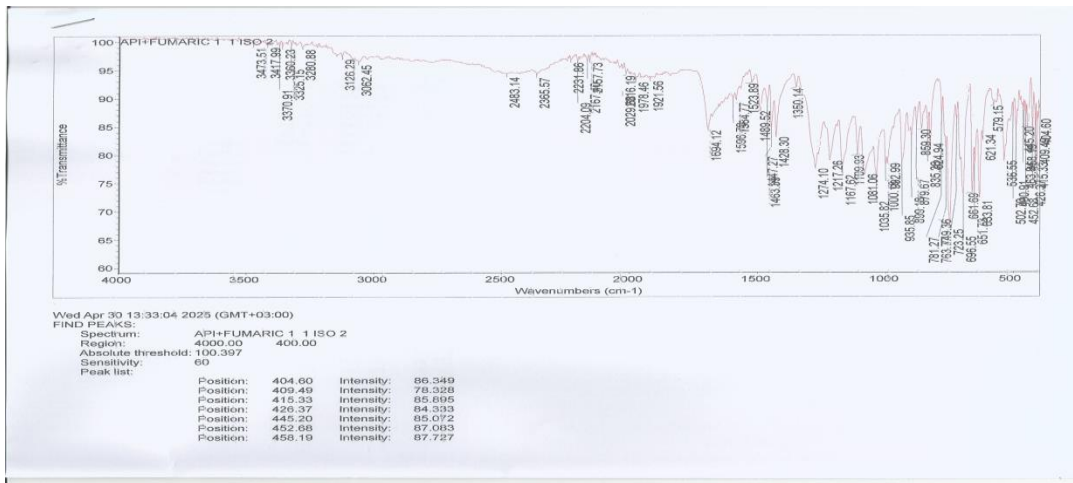 100 API+FUMARIC 1 1 ISO 2
95
90
85
80
75
70
65
60
%Transmittance
3473.51
3417.99
3370.91
3360.23
3325.15
3280.88
3126.29
3062.45
2483.14
2365.57
2231.86
2204.09
1978.46
1921.56
1694.12
1523.89
1489.52
1428.30
1350.14
1274.10
1217.26
1167.62
1109.93
1081.06
1035.82
935.85
859.30
781.27
723.25
696.55
661.69
621.34
579.15
536.55
4000 3500 3000 2500 2000 1500 1000 500
Wavenumbers (cm-1)
Wed Apr 30 13:33:04 2025 (GMT+03:00)
FIND PEAKS:
Spectrum: API+FUMARIC 1 1 ISO 2
Region: 4000.00 400.00
Absolute threshold: 100.397
Sensitivity: 60
Peak list:
Position: 404.60 Intensity: 86.349
Position: 409.49 Intensity: 78.328
Position: 415.33 Intensity: 85.895
Position: 426.37 Intensity: 84.333
Position: 445.20 Intensity: 85.072
Position: 452.68 Intensity: 87.083
Position: 458.19 Intensity: 87.727